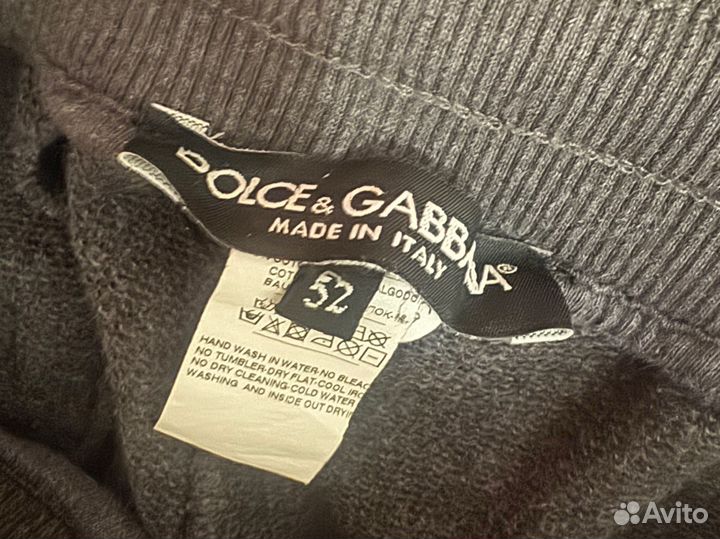 DOLCE & GABBANA®
MADE IN ITALY
52
HAND WASH IN WATER-NO BLEAC
NO TUMBLER-DRY FLAT-COOL IRO
NO DRY CLEANING-COLD WATER
WASHING AND INSIDE OUT DRYIN
Avito